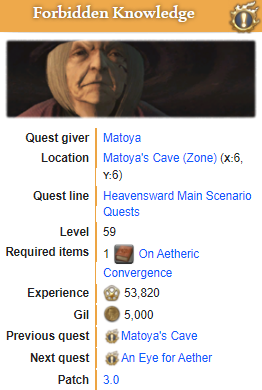 Forbidden Knowledge
Quest giver Matoya
Location Matoya's Cave (Zone) (X:6,
Y:6)
Quest line Heavensward Main Scenario
Quests
Level 59
Required items 1 On Aetheric
Convergence
Experience 53,820
Gil 5,000
Previous quest Matoya's Cave
Next quest An Eye for Aether
Patch 3.0